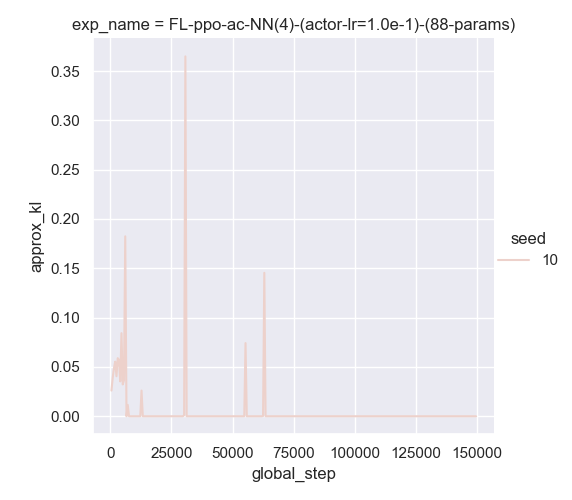 exp_name = FL-ppo-ac-NN(4)-(actor-lr=1.0e-1)-(88-params)
0.35
0.30
0.25
0.20
0.15
0.10
0.05
0.00
approx_kl
0 25000 50000 75000 100000 125000 150000
global_step
seed
10